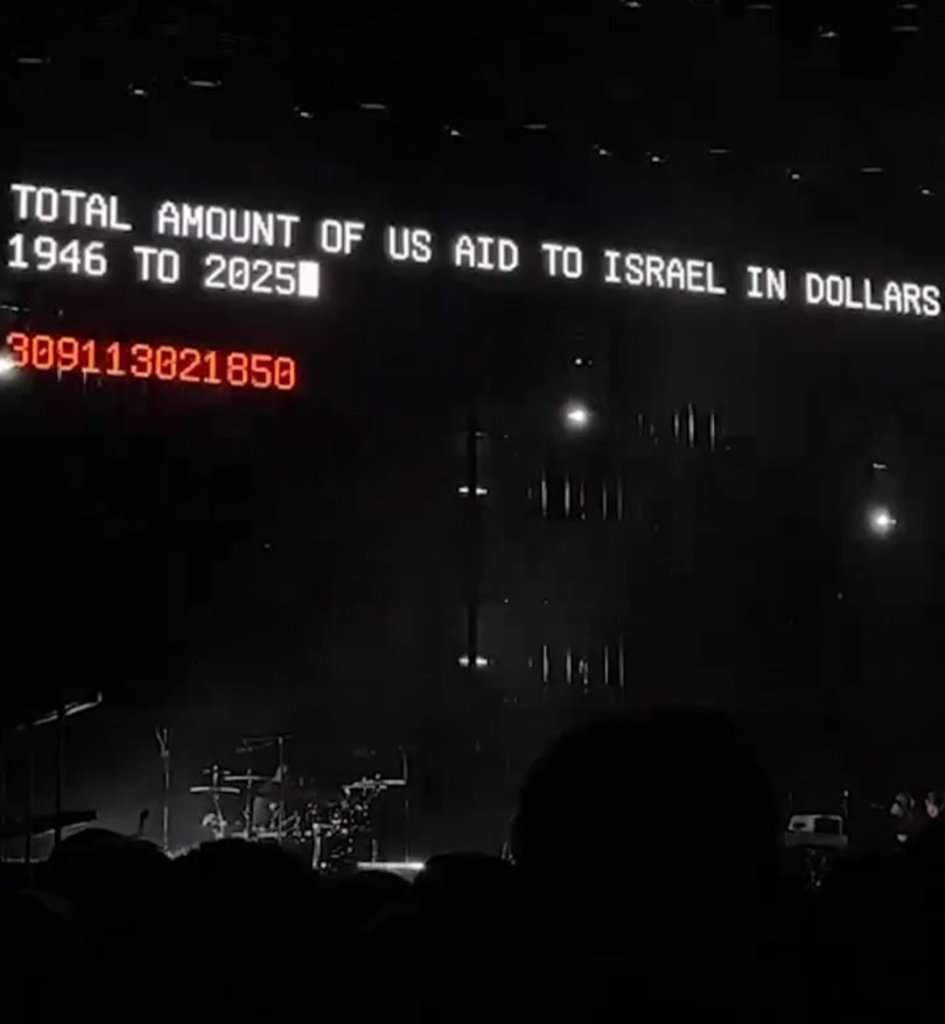 TOTAL AMOUNT OF US AID TO ISRAEL IN DOLLARS
1946 TO 2025
309113021850